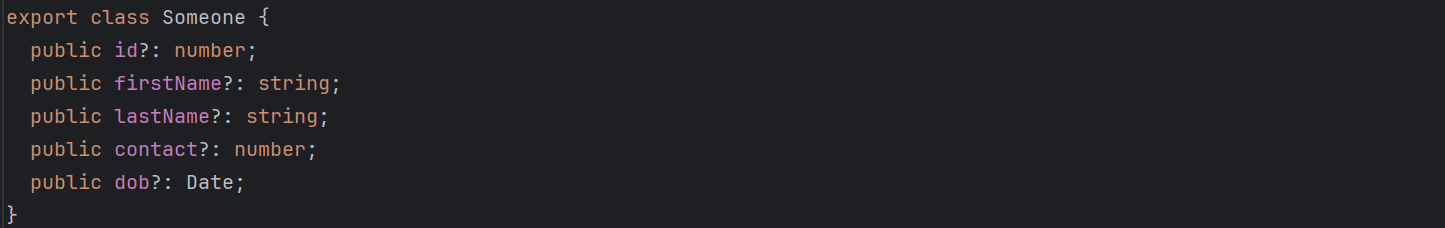 export class Someone {
  public id?: number;
  public firstName?: string;
  public lastName?: string;
  public contact?: number;
  public dob?: Date;
}